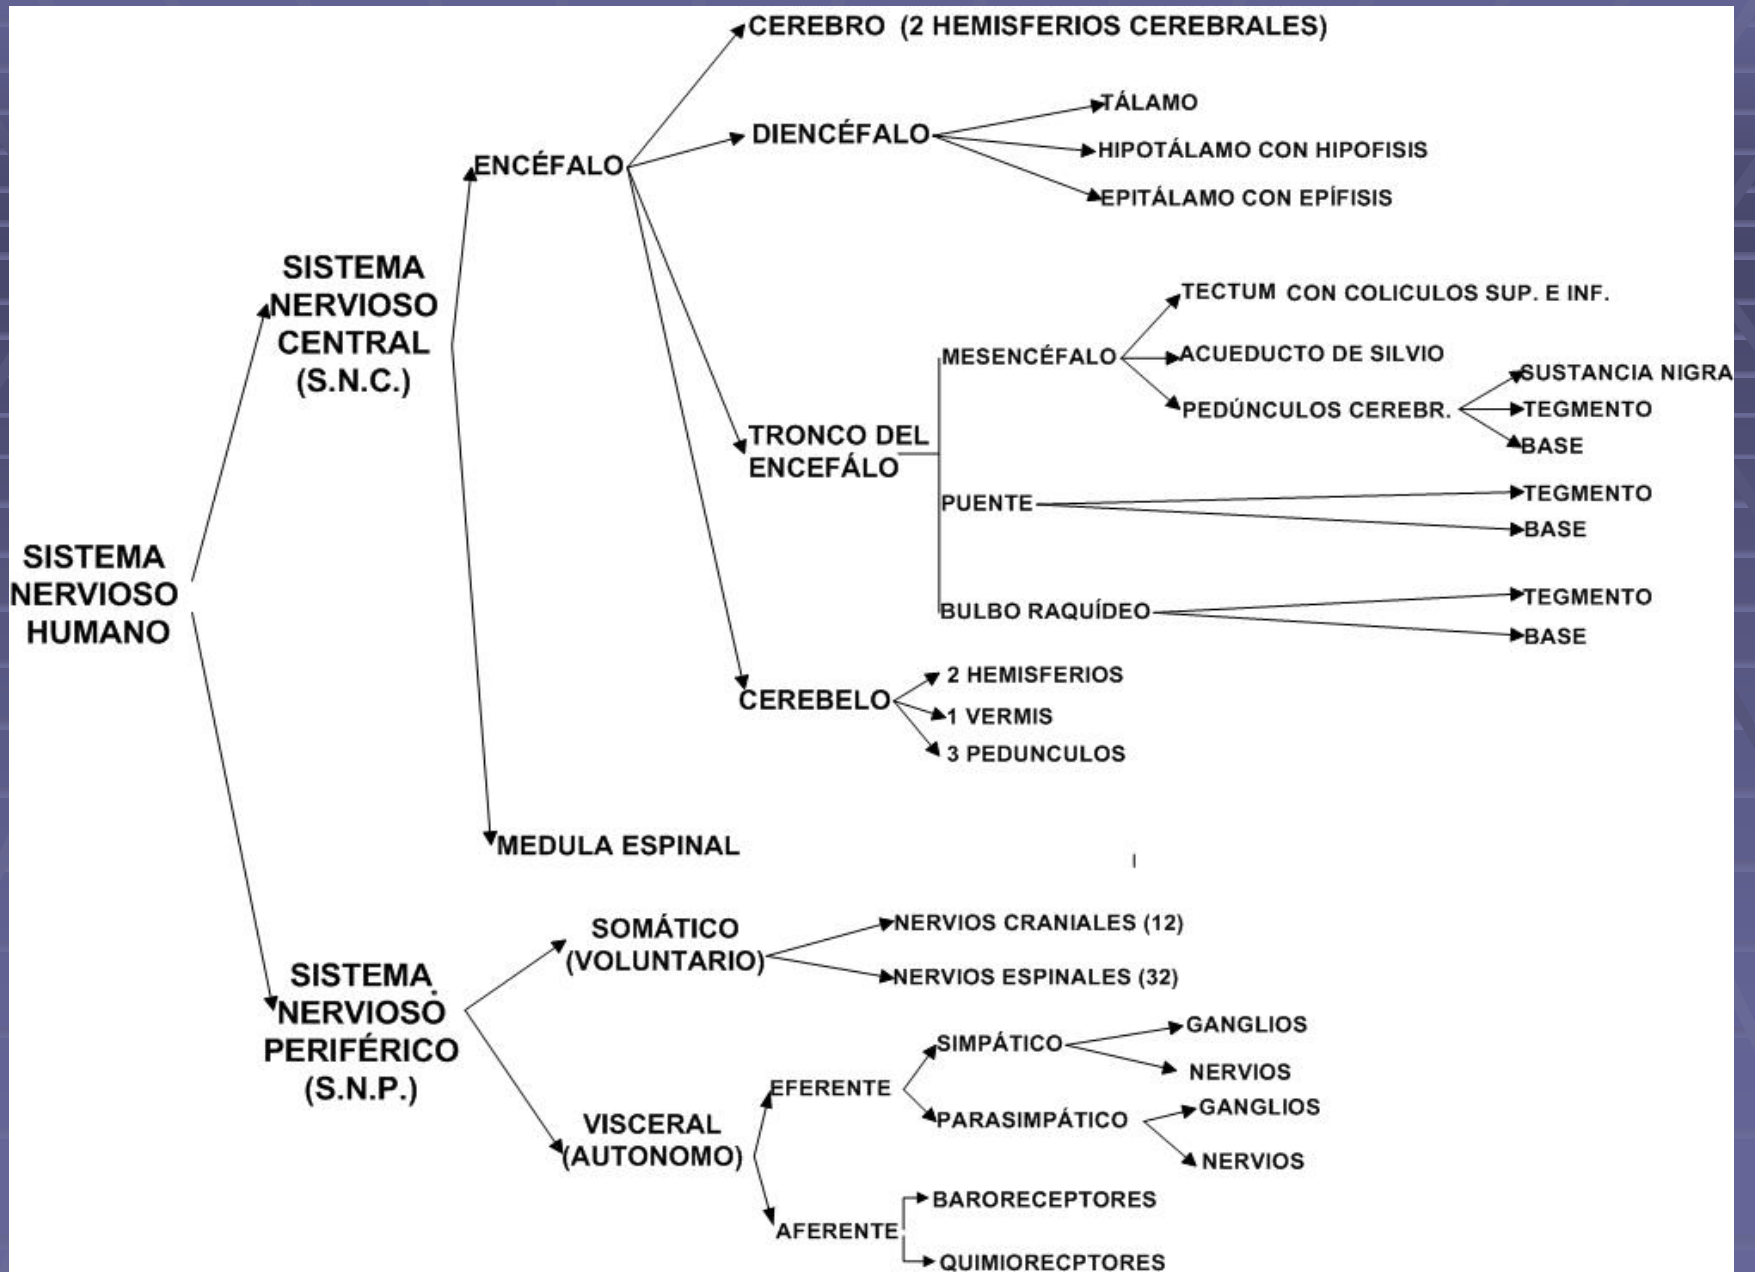 CEREBRO (2 HEMISFERIOS CEREBRALES)
TÁLAMO
DIENCÉFALO
HIPOTÁLAMO CON HIPOFISIS
ENCÉFALO
EPITÁLAMO CON EPÍFISIS
SISTEMA
NERVIOSO
CENTRAL
(S.N.C.)
TECTUM CON COLICULOS SUP. E INF.
MESENCÉFALO
ACUEDUCTO DE SILVIO
SUSTANCIA NIGRA
PEDÚNCULOS CEREBR.
TEGMENTO
BASE
TRONCO DEL
ENCEFÁLO
PUENTE
TEGMENTO
BASE
SISTEMA
NERVIOSO
HUMANO
BULBO RAQUÍDEO
TEGMENTO
BASE
CEREBELO
2 HEMISFERIOS
1 VERMIS
3 PEDUNCULOS
MEDULA ESPINAL
SOMÁTICO
(VOLUNTARIO)
NERVIOS CRANIALES (12)
NERVIOS ESPINALES (32)
SISTEMA
NERVIOSO
PERIFÉRICO
(S.N.P.)
GANGLIOS
SIMPÁTICO
NERVIOS
EFERENTE
GANGLIOS
PARASIMPÁTICO
NERVIOS
VISCERAL
(AUTONOMO)
BARORECEPTORES
AFERENTE
QUIMIORECPTORES